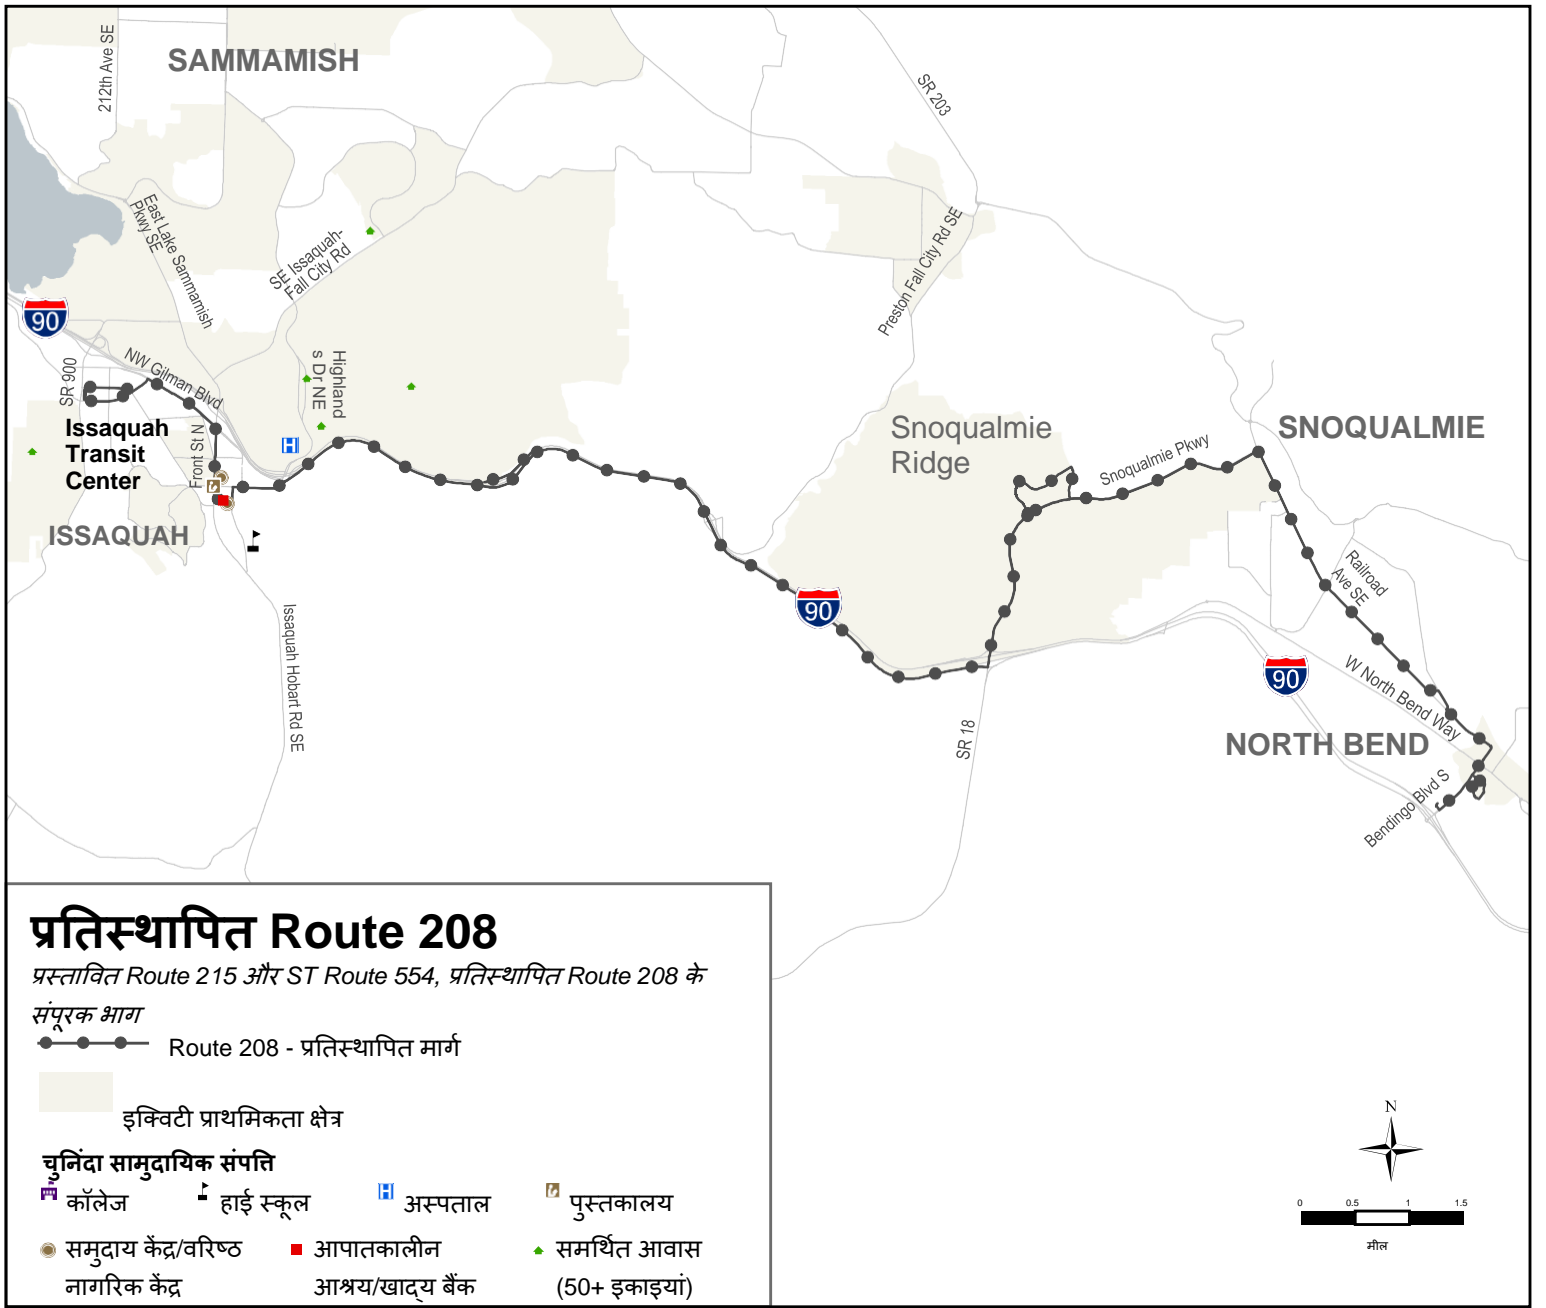 SAMMAMISH
212th Ave SE
SR 203
East Lake Sammamish
Pkwy SE
SE Issaquah-
Fall City Rd
Preston Fall City Rd SE
90
SR 900
NW Gilman Blvd
Highland
s Dr NE
Issaquah
Transit
Center
Front St N
H
Snoqualmie
Ridge
Snoqualmie Pkwy
SNOQUALMIE
ISSAQUAH
Railroad
Ave SE
90
Issaquah Hobart Rd SE
90
W North Bend Way
SR 18
NORTH BEND
Bendingo Blvd S
प्रतिस्थापित Route 208
प्रस्तावित Route 215 और ST Route 554, प्रतिस्थापित Route 208 के
संपूरक भाग
Route 208 - प्रतिस्थापित मार्ग
इक्विटी प्राथमिकता क्षेत्र
चुनिंदा सामुदायिक संपत्ति
कॉलेज
हाई स्कूल
H अस्पताल
पुस्तकालय
समुदाय केंद्र/वरिष्ठ
नागरिक केंद्र
आपातकालीन
आश्रय/खाद्य बैंक
समर्थित आवास
(50+ इकाइयां)
N
0 0.5 1 1.5
मील